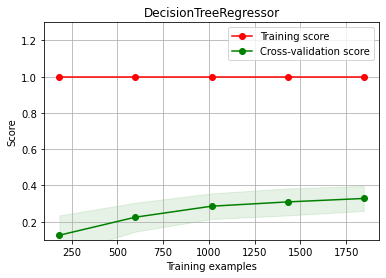 DecisionTreeRegressor
Training score
Cross-validation score
Score
1.2
1.0
0.8
0.6
0.4
0.2
250 500 750 1000 1250 1500 1750
Training examples